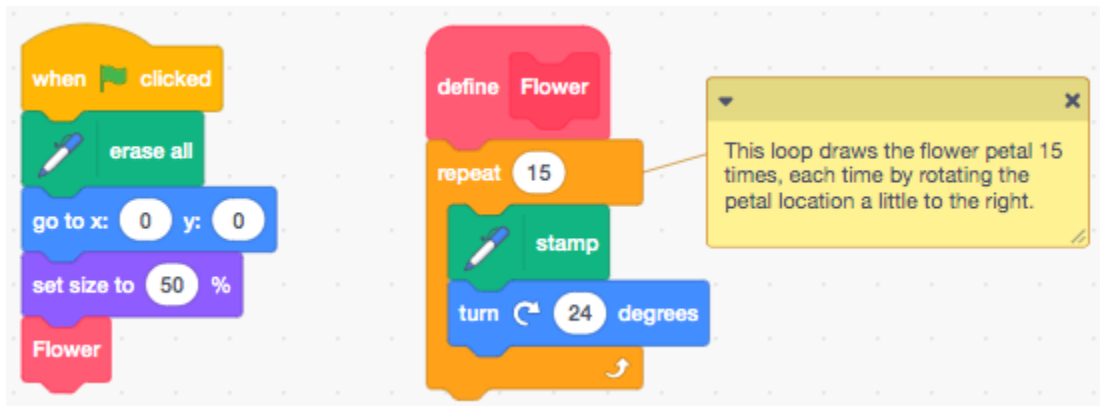 when clicked
erase all
go to x: 0 y: 0
set size to 50 %
Flower
define Flower
repeat 15
stamp
turn 24 degrees
This loop draws the flower petal 15
times, each time by rotating the
petal location a little to the right.